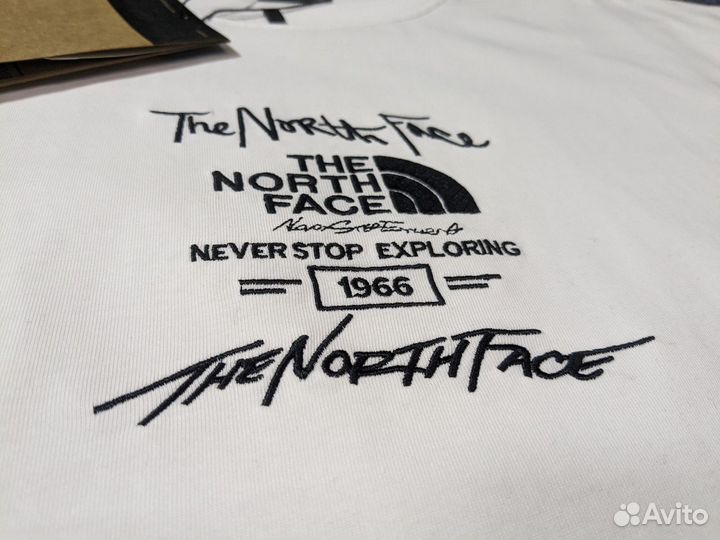 The North Face
THE
NORTH
FACE
NEVER STOP EXPLORING
1966
THE NORTH FACE
Avito